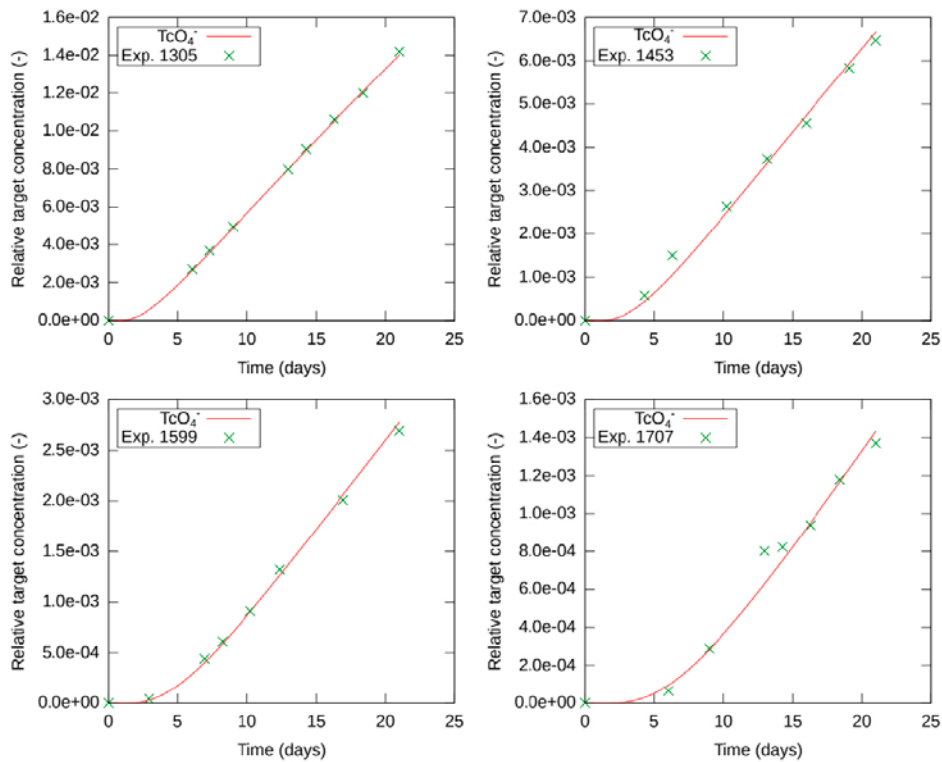 Relative target concentration (-)
1.6e-02
1.4e-02
1.2e-02
1.0e-02
8.0e-03
6.0e-03
4.0e-03
2.0e-03
0.0e+00
TcO₄⁻
Exp. 1305
0 5 10 15 20 25
Time (days)
Relative target concentration (-)
7.0e-03
6.0e-03
5.0e-03
4.0e-03
3.0e-03
2.0e-03
1.0e-03
0.0e+00
TcO₄⁻
Exp. 1453
0 5 10 15 20 25
Time (days)
Relative target concentration (-)
3.0e-03
2.5e-03
2.0e-03
1.5e-03
1.0e-03
5.0e-04
0.0e+00
TcO₄⁻
Exp. 1599
0 5 10 15 20 25
Time (days)
Relative target concentration (-)
1.6e-03
1.4e-03
1.2e-03
1.0e-03
8.0e-04
6.0e-04
4.0e-04
2.0e-04
0.0e+00
TcO₄⁻
Exp. 1707
0 5 10 15 20 25
Time (days)